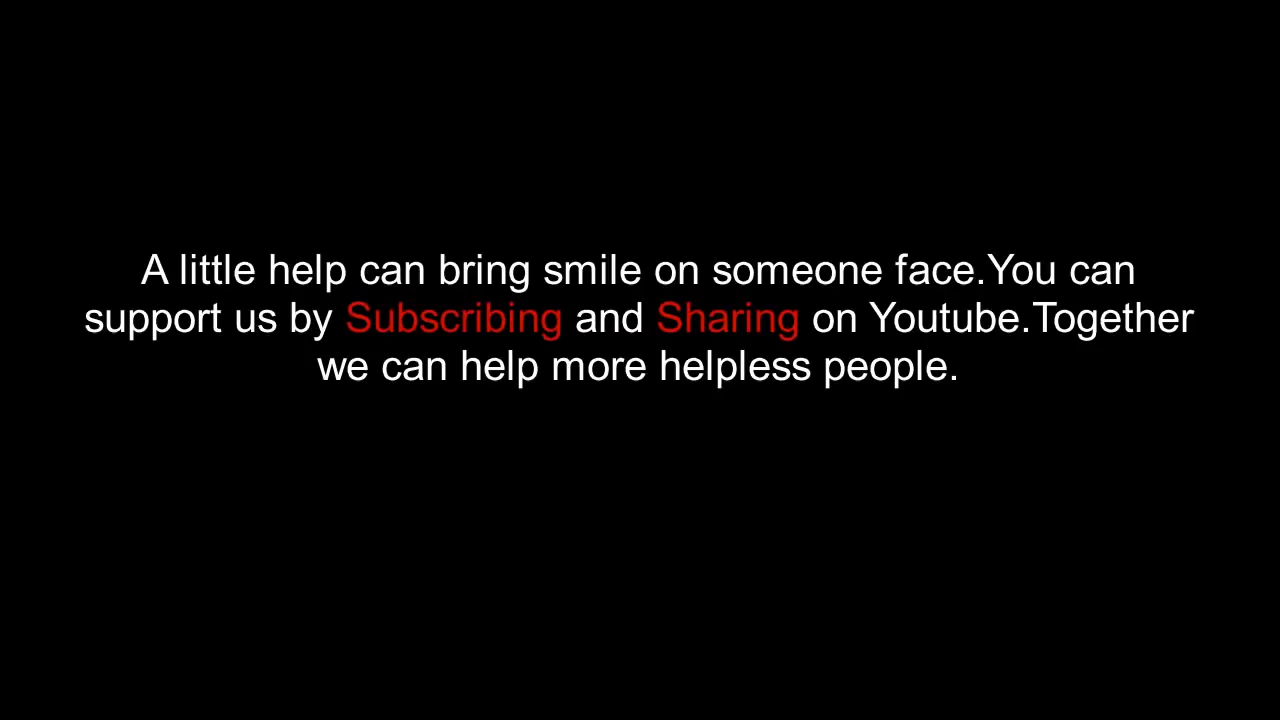 A little help can bring smile on someone face.You can
support us by Subscribing and Sharing on Youtube.Together
we can help more helpless people.